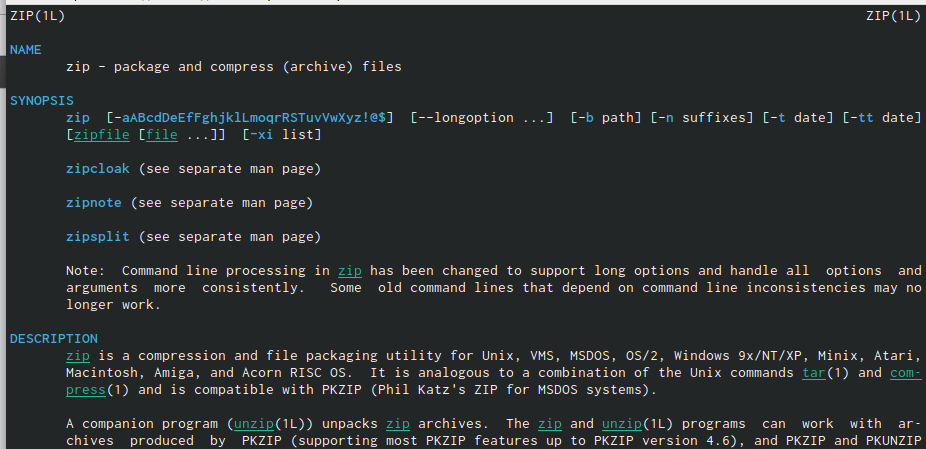 ZIP(1L) ZIP(1L)
NAME
zip - package and compress (archive) files
SYNOPSIS
zip [-aABcdDeEfFghjklLmoqrRSTuvVwXyz!@$] [--longoption ...] [-b path] [-n suffixes] [-t date] [-tt date]
[zipfile [file ...]] [-xi list]
zipcloak (see separate man page)
zipnote (see separate man page)
zipsplit (see separate man page)
Note: Command line processing in zip has been changed to support long options and handle all options and
arguments more consistently. Some old command lines that depend on command line inconsistencies may no
longer work.
DESCRIPTION
zip is a compression and file packaging utility for Unix, VMS, MSDOS, OS/2, Windows 9x/NT/XP, Minix, Atari,
Macintosh, Amiga, and Acorn RISC OS. It is analogous to a combination of the Unix commands tar(1) and com-
press(1) and is compatible with PKZIP (Phil Katz's ZIP for MSDOS systems).
A companion program (unzip(1L)) unpacks zip archives. The zip and unzip(1L) programs can work with ar-
chives produced by PKZIP (supporting most PKZIP features up to PKZIP version 4.6), and PKZIP and PKUNZIP